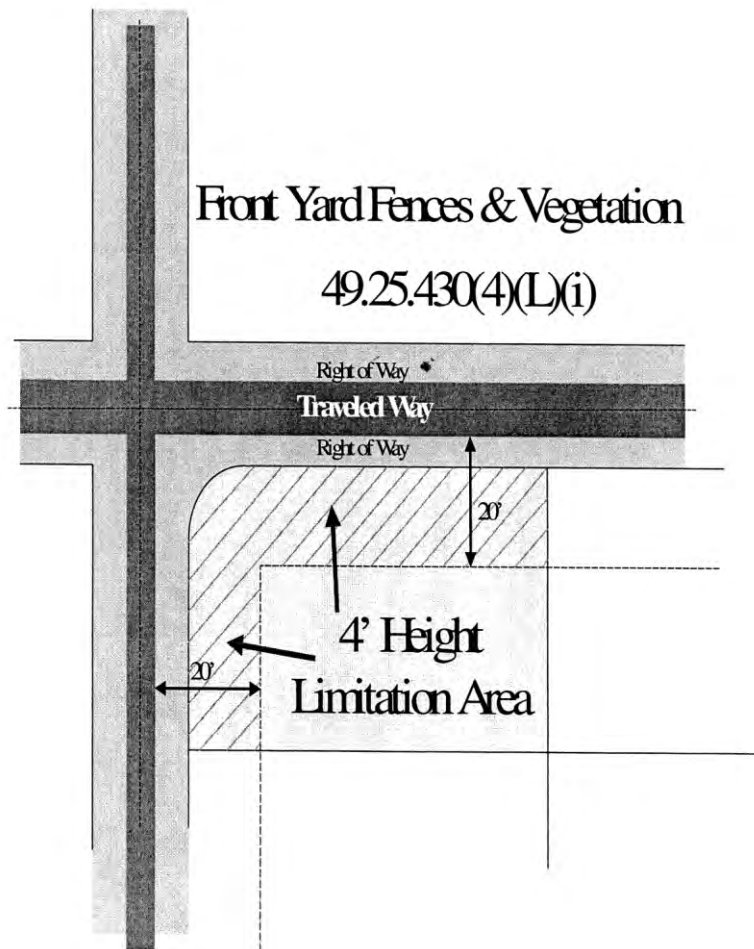 Front Yard Fences & Vegetation
49.25.430(4)(L)(i)
Right of Way
Traveled Way
Right of Way
20'
4' Height
20'
Limitation Area